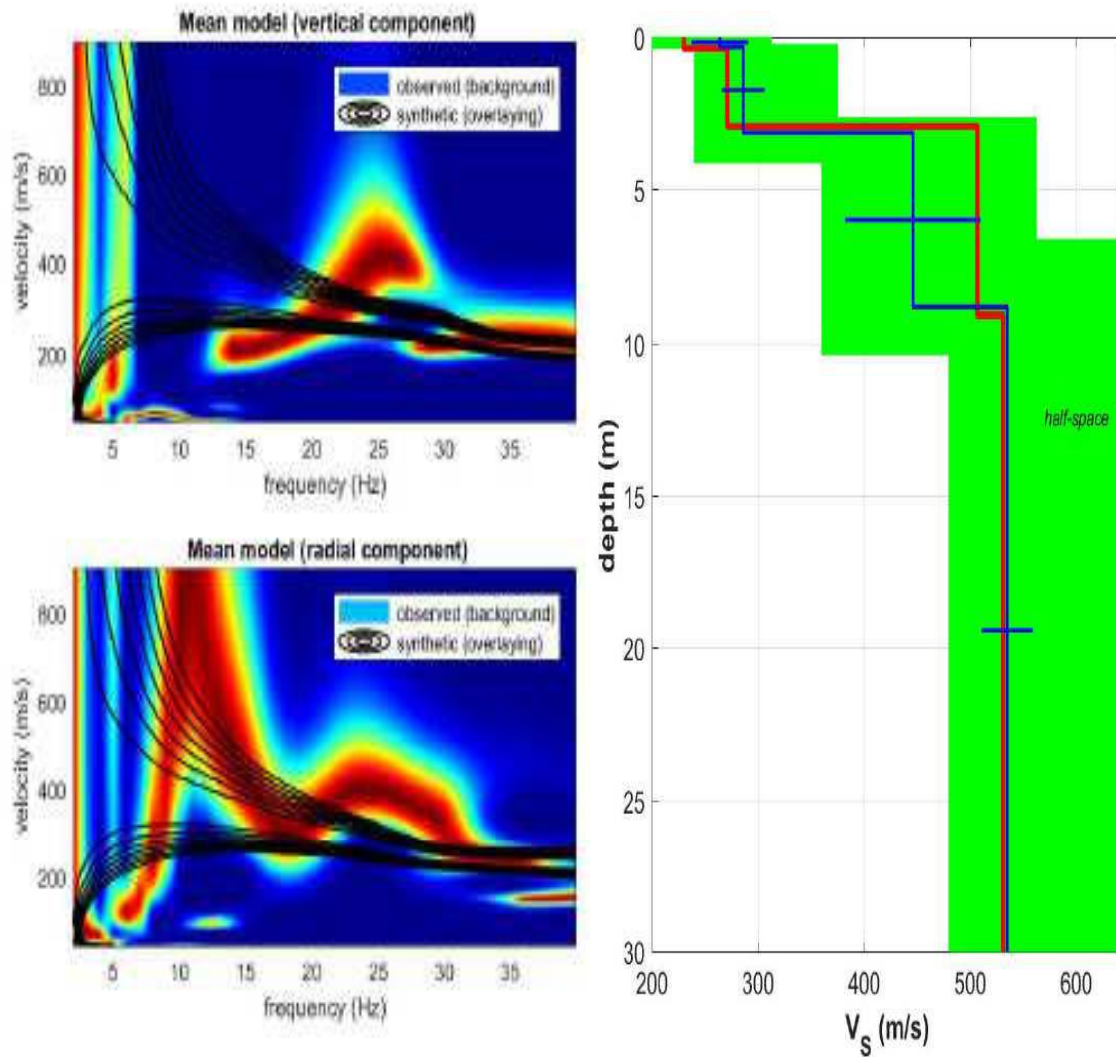 Mean model (vertical component)
800
600
400
200
velocity (m/s)
observed (background)
synthetic (overlaying)
5 10 15 20 25 30 35
frequency (Hz)
Mean model (radial component)
800
600
400
200
velocity (m/s)
observed (background)
synthetic (overlaying)
5 10 15 20 25 30 35
frequency (Hz)
0
5
10
15
20
25
30
depth (m)
half-space
200 300 400 500 600
VS (m/s)